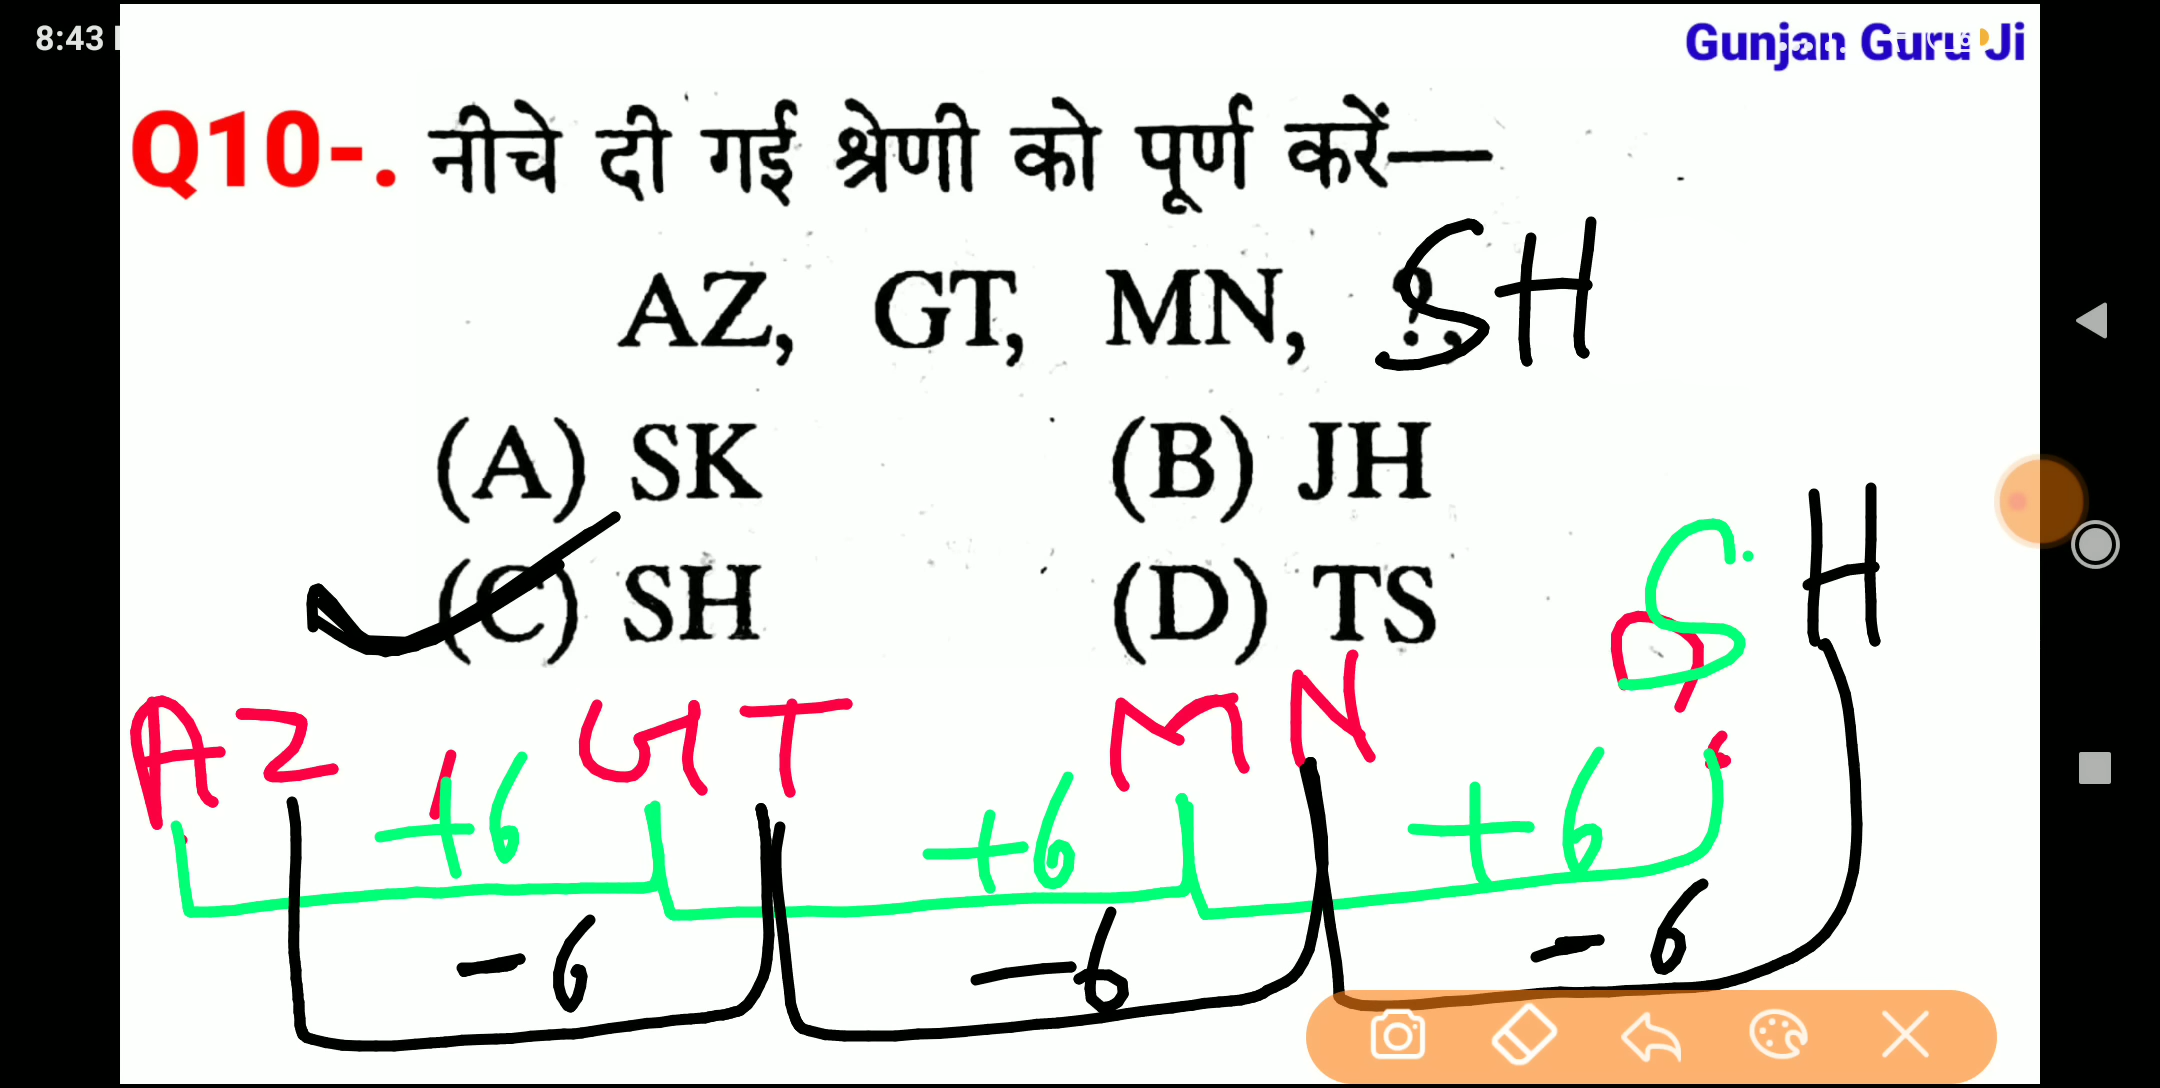 8:43
Gunjan Guru Ji
Q10-. नीचे दी गई श्रेणी को पूर्ण करें—
AZ, GT, MN, ?, SH
(A) SK (B) JH
(C) SH (D) TS
S H
AZ GT MN
+6 +6 +6
-6 -6 -6